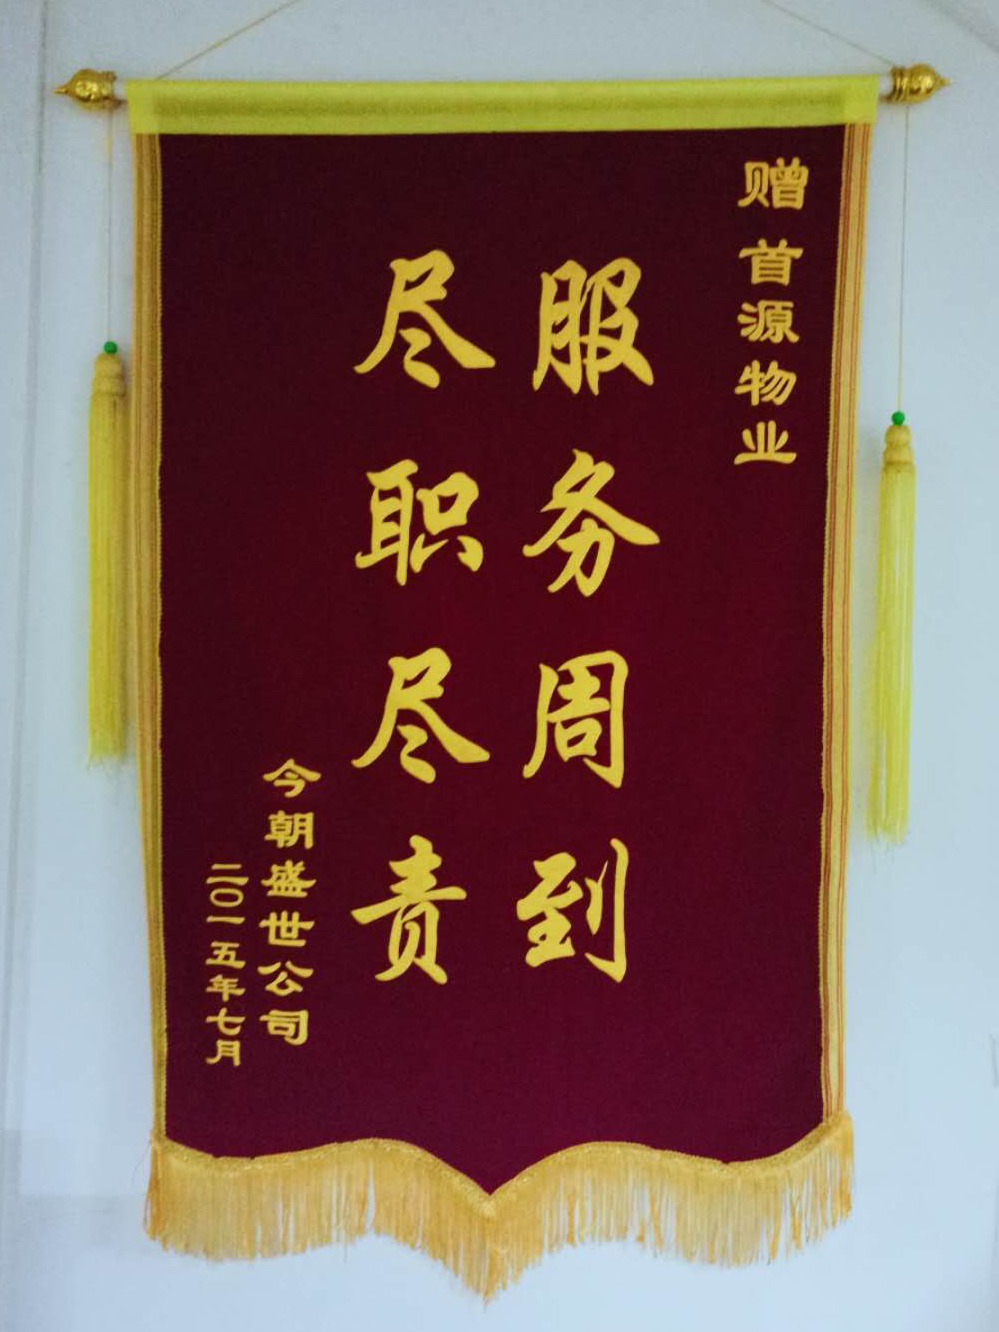 赠 首源物业
服务周到
尽职尽责
今朝盛世公司
二〇一五年七月